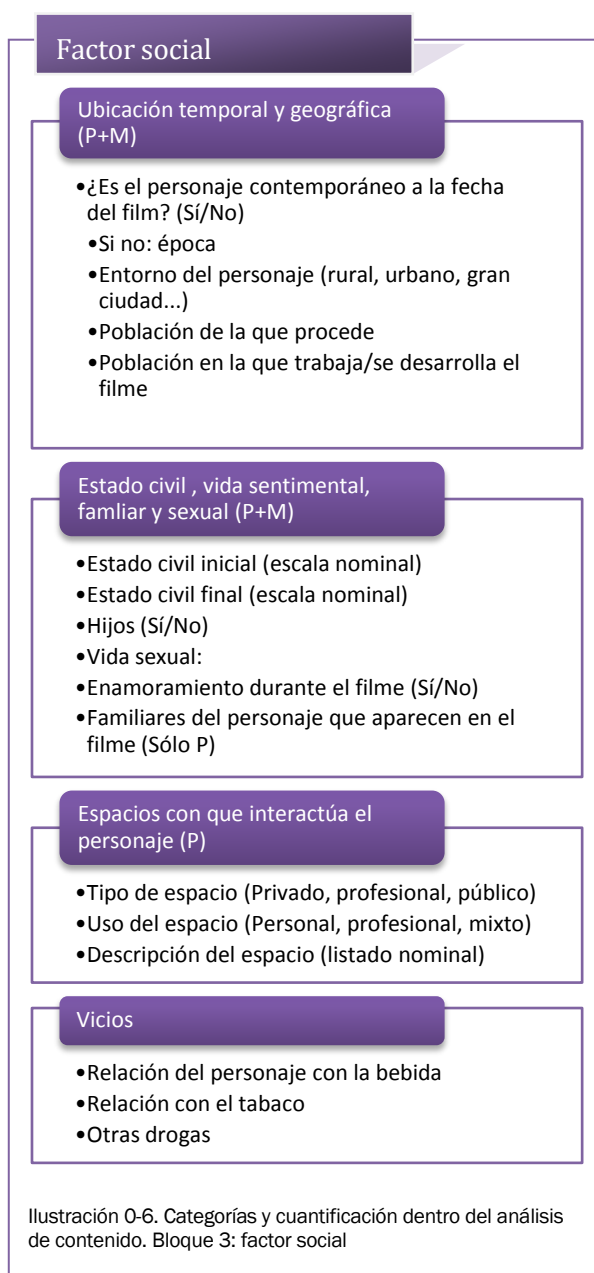 Factor social
Ubicación temporal y geográfica
(P+M)
•¿Es el personaje contemporáneo a la fecha
del film? (Sí/No)
•Si no: época
•Entorno del personaje (rural, urbano, gran
ciudad...)
•Población de la que procede
•Población en la que trabaja/se desarrolla el
filme
Estado civil , vida sentimental,
famliar y sexual (P+M)
•Estado civil inicial (escala nominal)
•Estado civil final (escala nominal)
•Hijos (Sí/No)
•Vida sexual:
•Enamoramiento durante el filme (Sí/No)
•Familiares del personaje que aparecen en el
filme (Sólo P)
Espacios con que interactúa el
personaje (P)
•Tipo de espacio (Privado, profesional, público)
•Uso del espacio (Personal, profesional, mixto)
•Descripción del espacio (listado nominal)
Vicios
•Relación del personaje con la bebida
•Relación con el tabaco
•Otras drogas
Ilustración 0-6. Categorías y cuantificación dentro del análisis
de contenido. Bloque 3: factor social